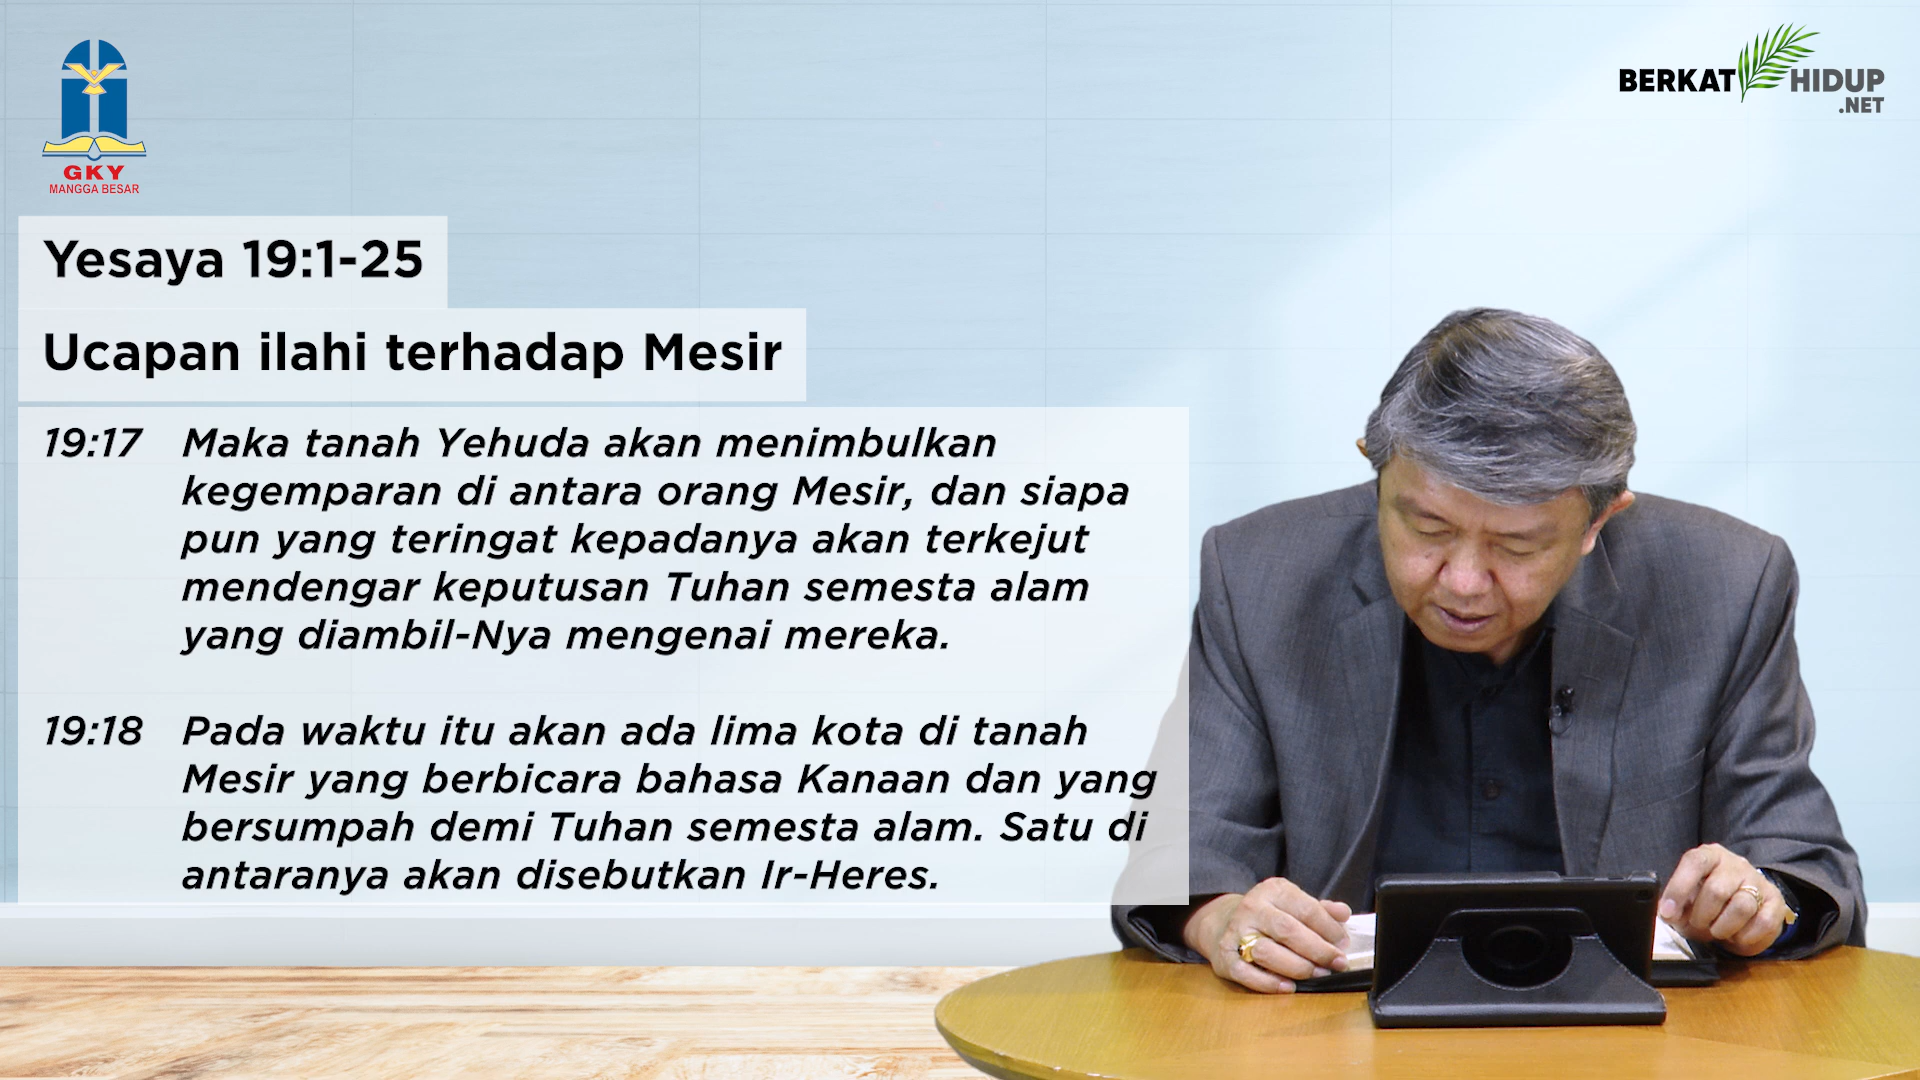 GKY
MANGGA BESAR
BERKAT HIDUP
.NET
Yesaya 19:1-25
Ucapan ilahi terhadap Mesir
19:17 Maka tanah Yehuda akan menimbulkan
kegemparan di antara orang Mesir, dan siapa
pun yang teringat kepadanya akan terkejut
mendengar keputusan Tuhan semesta alam
yang diambil-Nya mengenai mereka.
19:18 Pada waktu itu akan ada lima kota di tanah
Mesir yang berbicara bahasa Kanaan dan yang
bersumpah demi Tuhan semesta alam. Satu di
antaranya akan disebutkan Ir-Heres.